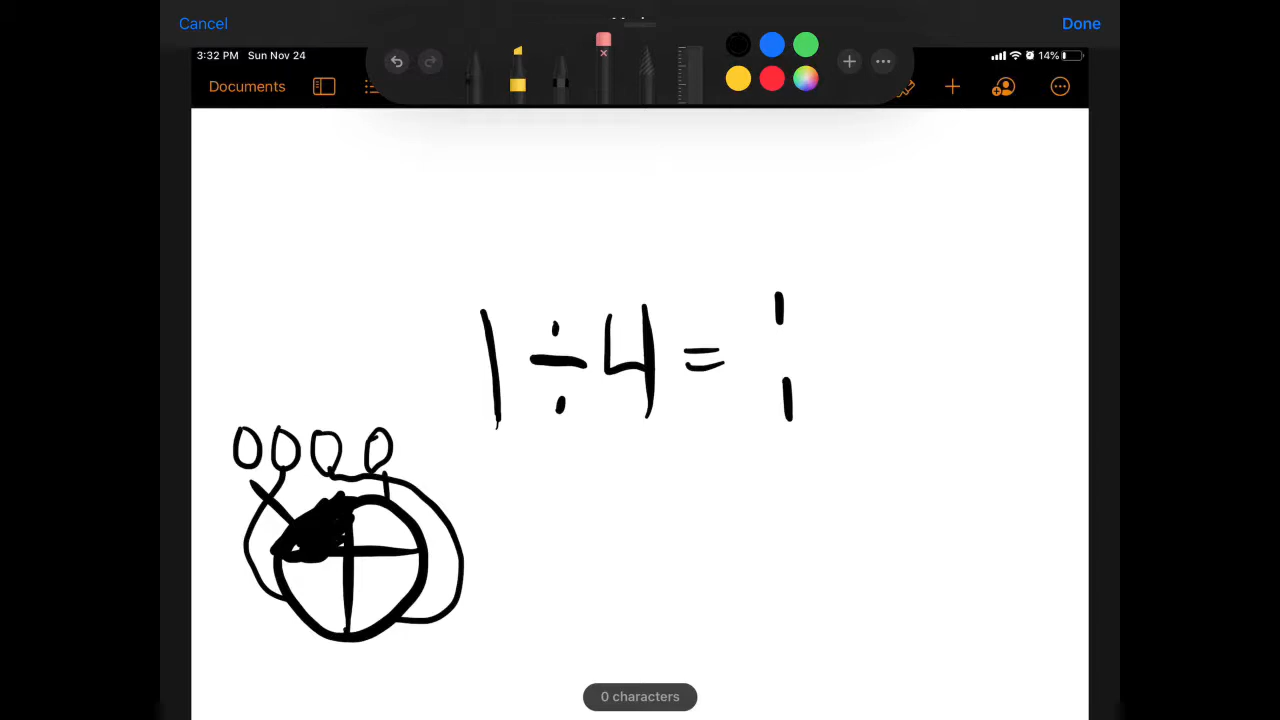 Cancel
Done
3:32 PM Sun Nov 24
14%
Documents
1 ÷ 4 =
0 characters